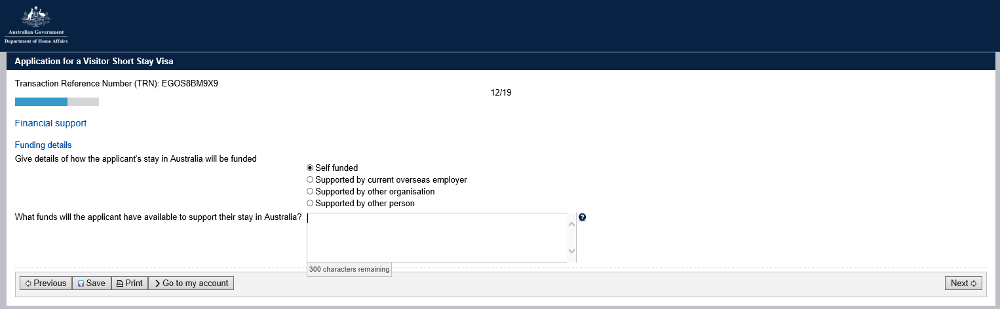 Australian Government
Department of Home Affairs
Application for a Visitor Short Stay Visa
Transaction Reference Number (TRN): EGOS8BM9X9
12/19
Financial support
Funding details
Give details of how the applicant's stay in Australia will be funded
Self funded
Supported by current overseas employer
Supported by other organisation
Supported by other person
What funds will the applicant have available to support their stay in Australia? ?
300 characters remaining
Previous Save Print Go to my account Next